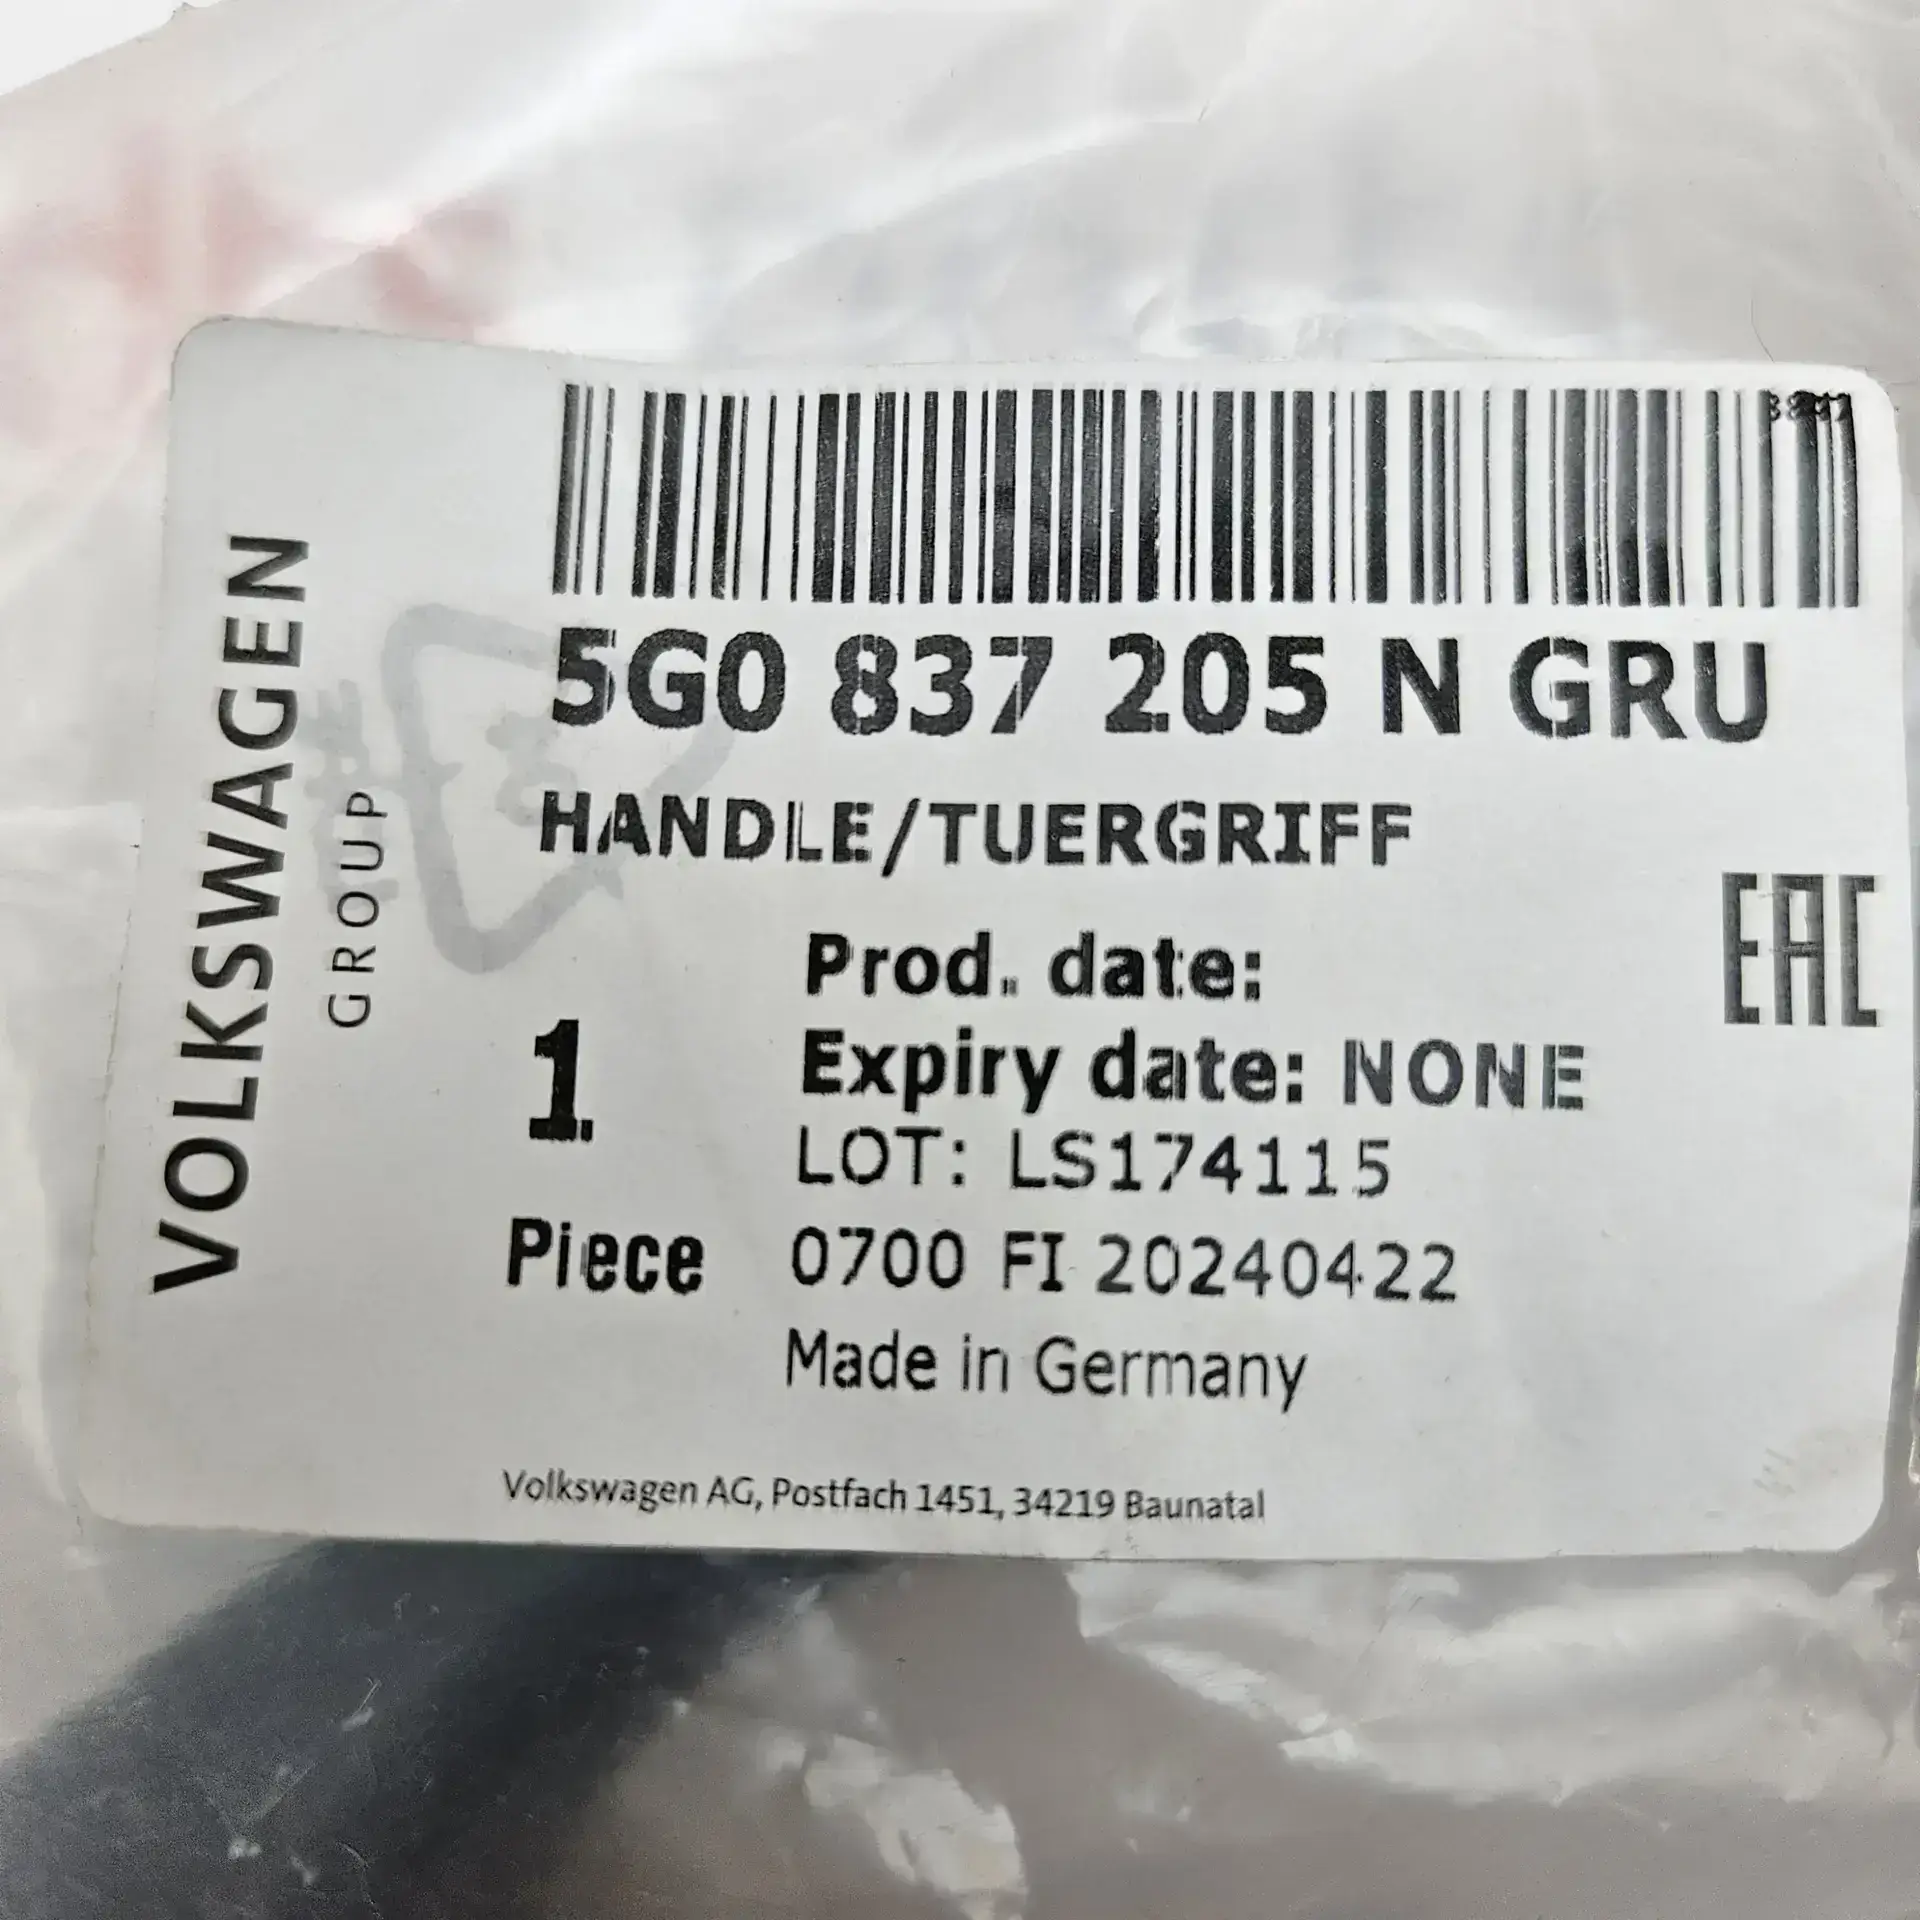 VOLKSWAGEN
GROUP
5G0 837 205 N GRU
HANDLE/TUERGRIFF
EAC
Prod. date:
Expiry date: NONE
1
LOT: LS174115
Piece
0700 FI 20240422
Made in Germany
Volkswagen AG, Postfach 1451, 34219 Baunatal